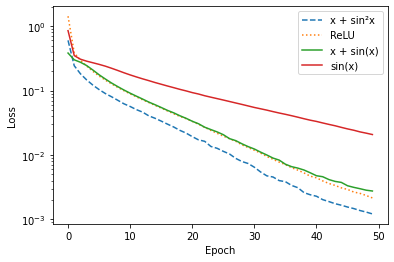 x + sin²x
ReLU
x + sin(x)
sin(x)
Loss
10⁰
10⁻¹
10⁻²
10⁻³
0 10 20 30 40 50
Epoch